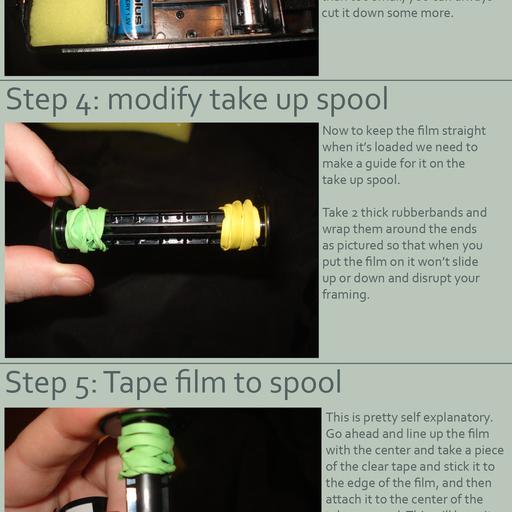 cut it down some more.
plus
Step 4: modify take up spool
Now to keep the film straight
when it's loaded we need to
make a guide for it on the
take up spool.
Take 2 thick rubberbands and
wrap them around the ends
as pictured so that when you
put the film on it won't slide
up or down and disrupt your
framing.
Step 5: Tape film to spool
This is pretty self explanatory.
Go ahead and line up the film
with the center and take a piece
of the clear tape and stick it to
the edge of the film, and then
attach it to the center of the